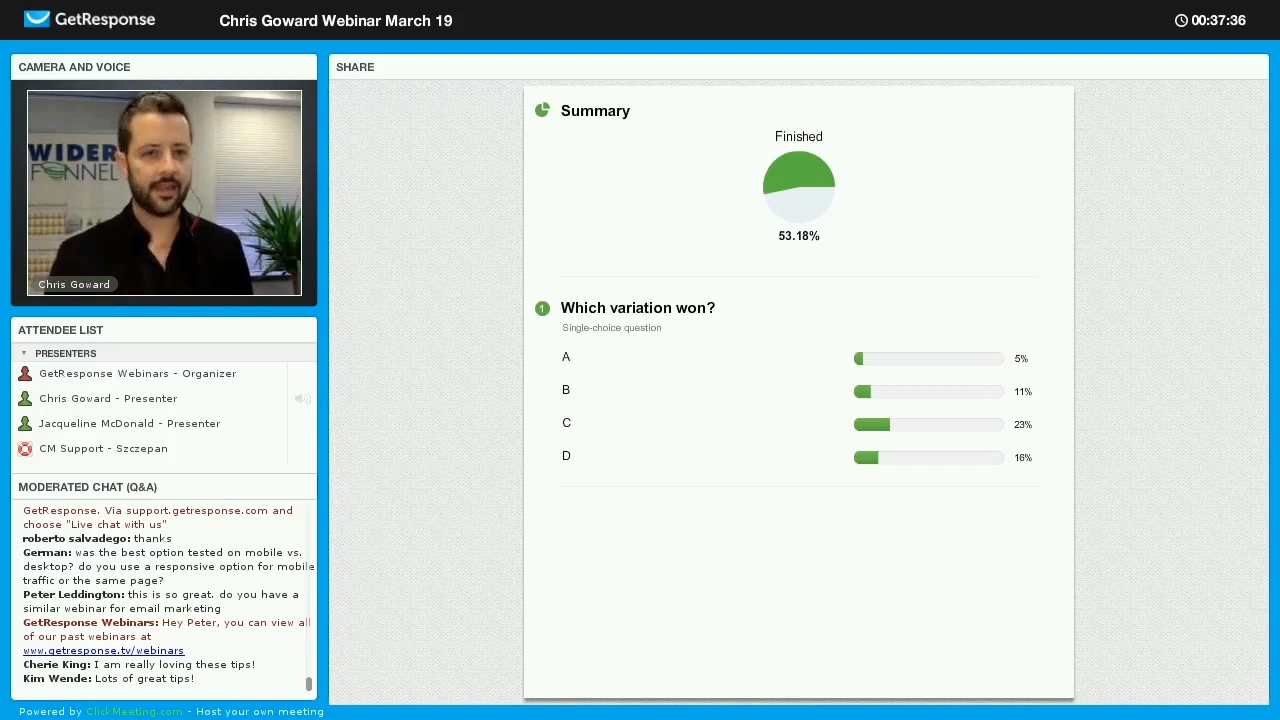 GetResponse
Chris Goward Webinar March 19
00:37:36
CAMERA AND VOICE
WIDER
FUNNEL
Chris Goward
ATTENDEE LIST
PRESENTERS
GetResponse Webinars - Organizer
Chris Goward - Presenter
Jacqueline McDonald - Presenter
CM Support - Szczepan
MODERATED CHAT (Q&A)
GetResponse. Via support.getresponse.com and
choose "Live chat with us"
roberto salvadego: thanks
German: was the best option tested on mobile vs.
desktop? do you use a responsive option for mobile
traffic or the same page?
Peter Leddington: this is so great. do you have a
similar webinar for email marketing
GetResponse Webinars: Hey Peter, you can view all
of our past webinars at
www.getresponse.tv/webinars
Cherie King: I am really loving these tips!
Kim Wende: Lots of great tips!
SHARE
Summary
Finished
53.18%
1 Which variation won?
Single-choice question
A 5%
B 11%
C 23%
D 16%
Powered by ClickMeeting.com - Host your own meeting